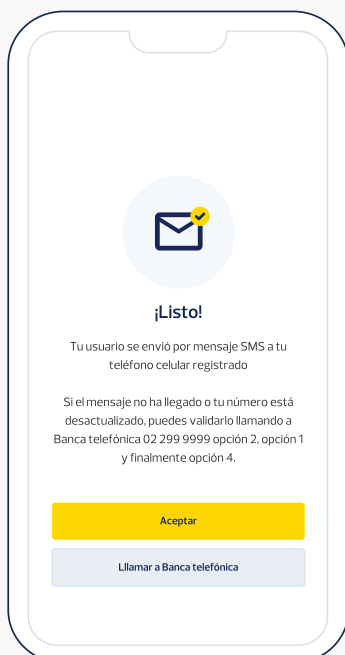 ¡Listo!
Tu usuario se envió por mensaje SMS a tu
teléfono celular registrado
Si el mensaje no ha llegado o tu número está
desactualizado, puedes validarlo llamando a
Banca telefónica 02 299 9999 opción 2, opción 1
y finalmente opción 4.
Aceptar
Lllamar a Banca telefónica